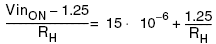 (Vin_ON − 1.25) / R_H = 15 · 10^−6 + 1.25 / R_H